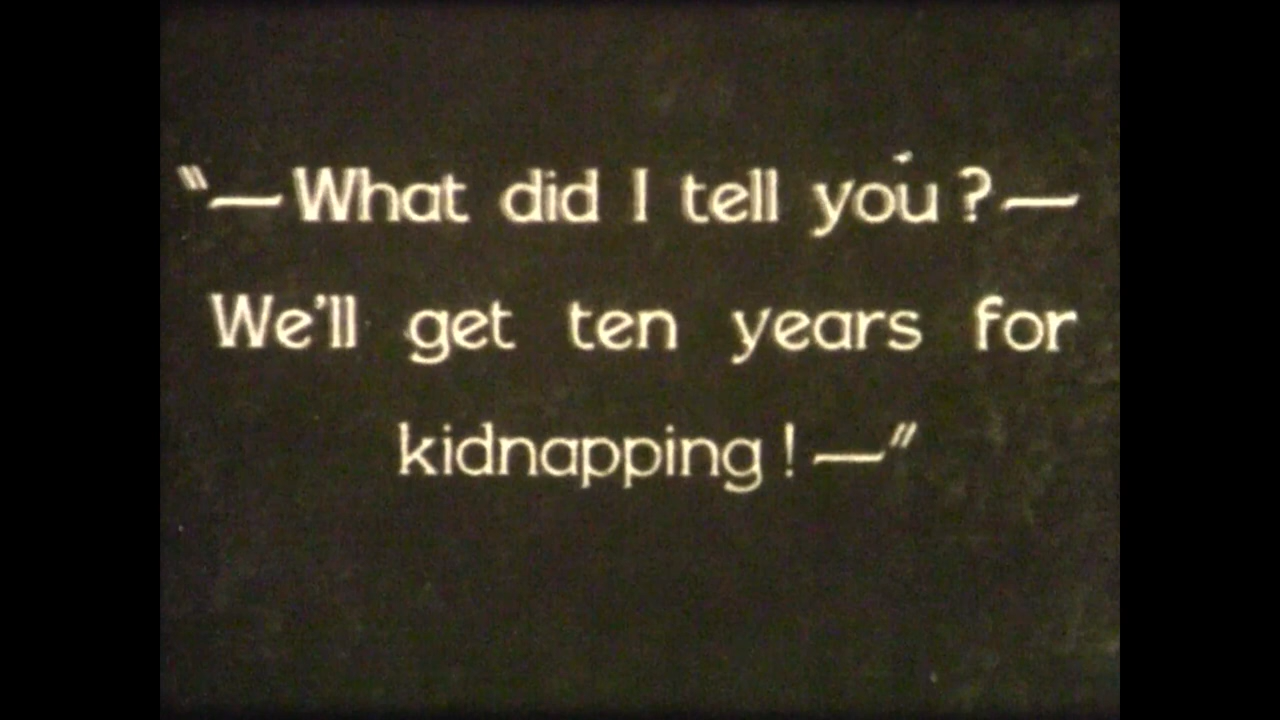 "—What did I tell you?—
We'll get ten years for
kidnapping!—"